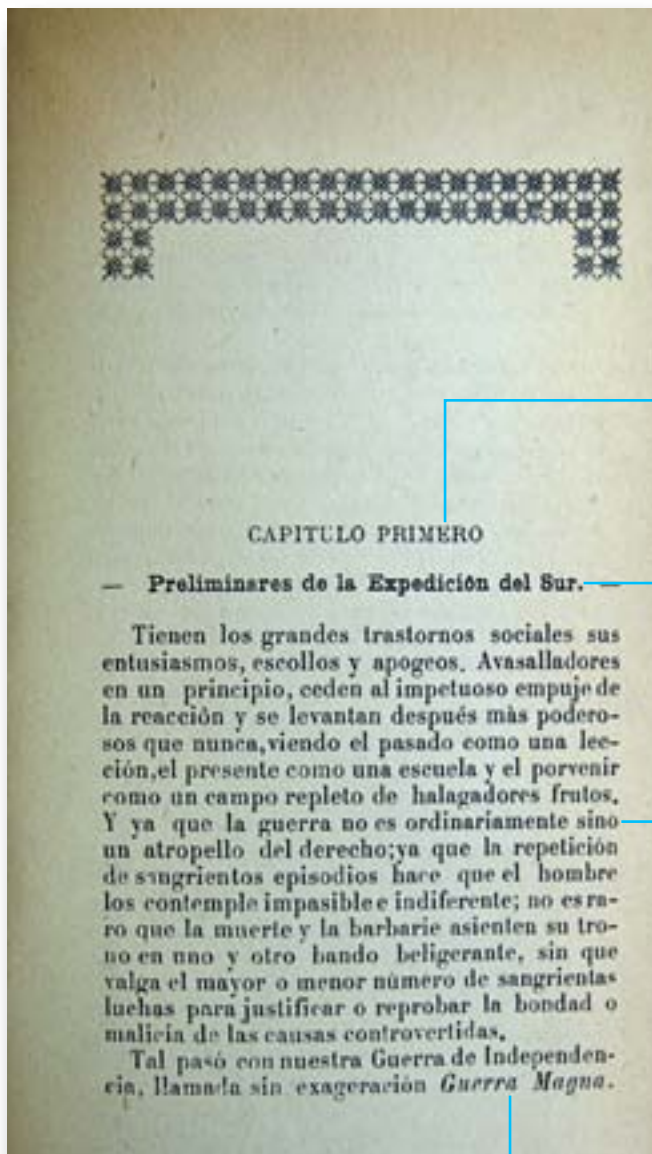 CAPITULO PRIMERO
— Preliminares de la Expedición del Sur. —
Tienen los grandes trastornos sociales sus
entusiasmos, escollos y apogeos. Avasalladores
en un principio, ceden al impetuoso empuje de
la reacción y se levantan después màs podero-
sos que nunca,viendo el pasado como una lec-
ción,el presente como una escuela y el porvenir
como un campo repleto de halagadores frutos.
Y ya que la guerra no es ordinariamente sino
un atropello del derecho;ya que la repetición
de sangrientos episodios hace que el hombre
los contemple impasible e indiferente; no es ra-
ro que la muerte y la barbarie asienten su tro-
no en uno y otro bando beligerante, sin que
valga el mayor o menor número de sangrientas
luchas para justificar o reprobar la bondad o
malicia de las causas controvertidas.
Tal pasó con nuestra Guerra de Independen-
cia, llamada sin exageración Guerra Magna.